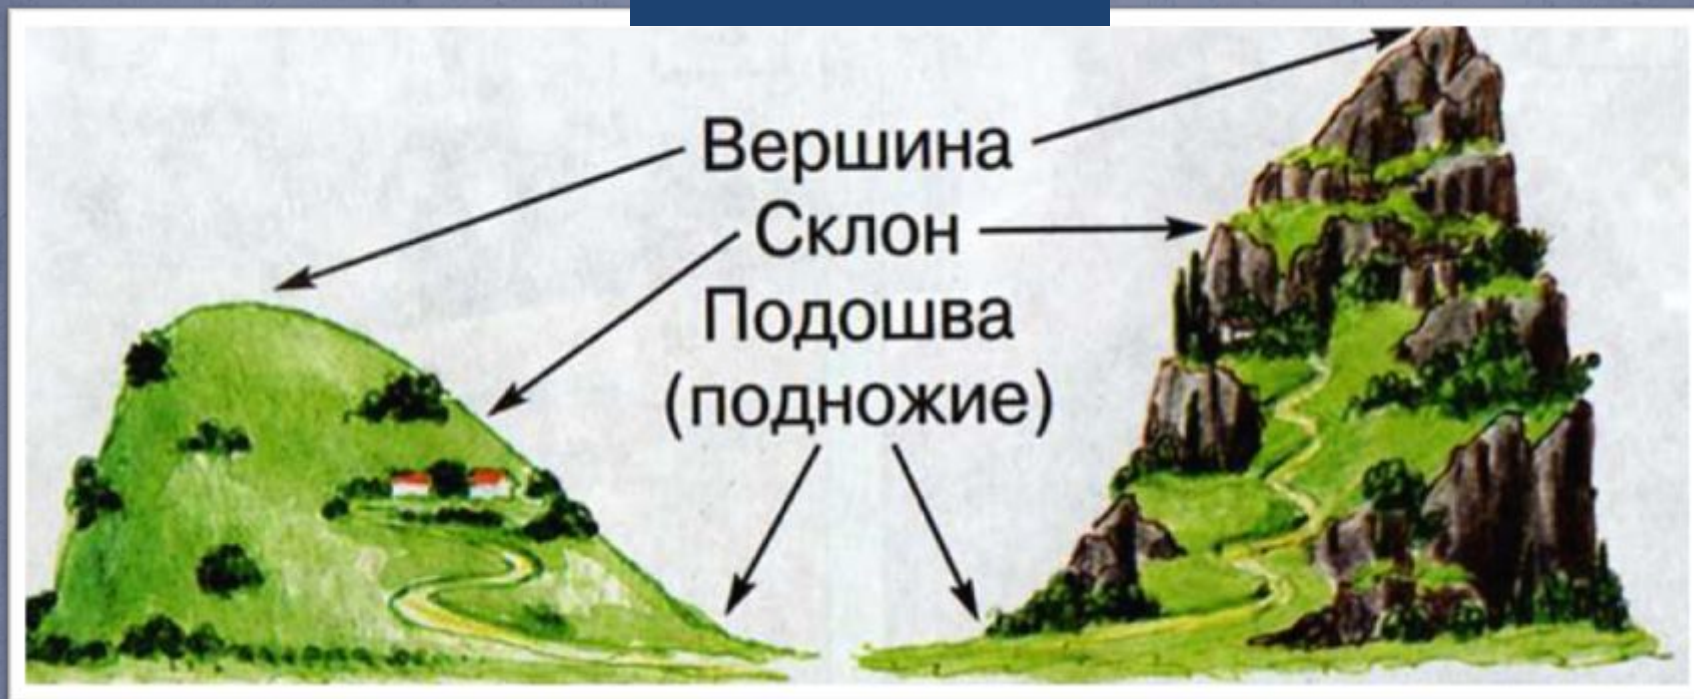 Вершина
Склон
Подошва
(подножие)